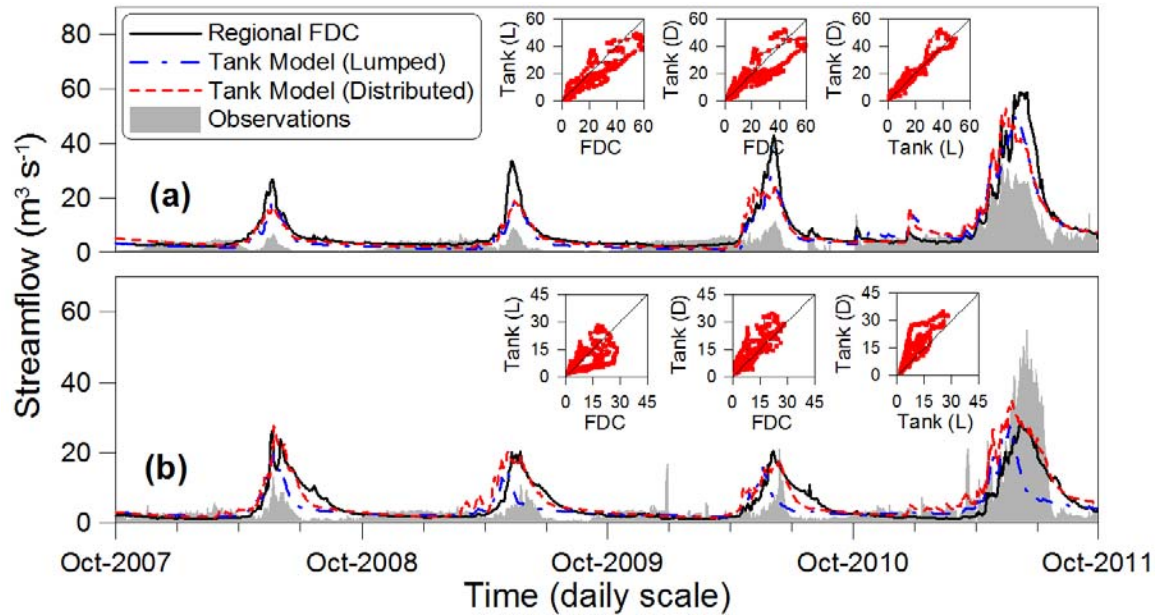 80
60
40
20
0
Streamflow (m³ s⁻¹)
Regional FDC
Tank Model (Lumped)
Tank Model (Distributed)
Observations
(a)
60
40
20
0
Tank (L)
0 20 40 60
FDC
60
40
20
0
Tank (D)
0 20 40 60
FDC
60
40
20
0
Tank (D)
0 20 40 60
Tank (L)
60
40
20
0
(b)
45
30
15
0
Tank (L)
0 15 30 45
FDC
45
30
15
0
Tank (D)
0 15 30 45
FDC
45
30
15
0
Tank (D)
0 15 30 45
Tank (L)
Oct-2007 Oct-2008 Oct-2009 Oct-2010 Oct-2011
Time (daily scale)